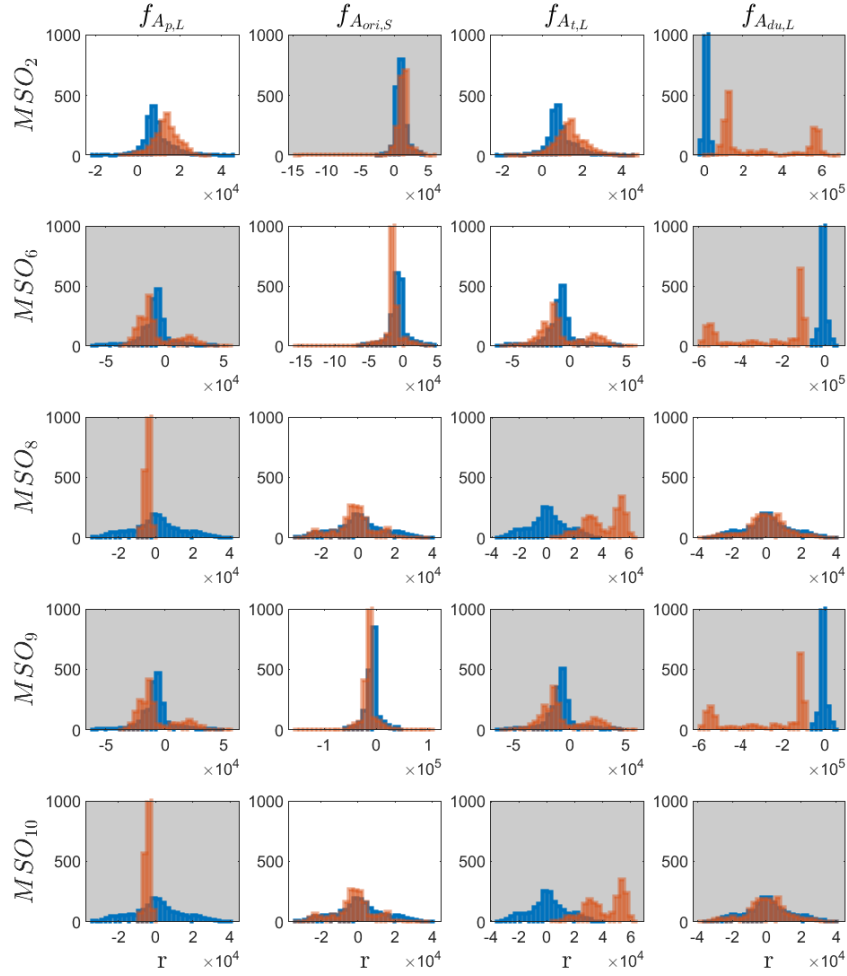 f_{A_{p,L}} f_{A_{ori,S}} f_{A_{t,L}} f_{A_{du,L}}
MSO_2
1000 1000 1000 1000
500 500 500 500
0 0 0 0
-2 0 2 4 -15 -10 -5 0 5 -2 0 2 4 0 2 4 6
×10^4 ×10^4 ×10^4 ×10^5
MSO_6
1000 1000 1000 1000
500 500 500 500
0 0 0 0
-5 0 5 -15 -10 -5 0 5 -5 0 5 -6 -4 -2 0
×10^4 ×10^4 ×10^4 ×10^5
MSO_8
1000 1000 1000 1000
500 500 500 500
0 0 0 0
-2 0 2 4 -2 0 2 4 -4 -2 0 2 4 6 -4 -2 0 2 4
×10^4 ×10^4 ×10^4 ×10^4
MSO_9
1000 1000 1000 1000
500 500 500 500
0 0 0 0
-5 0 5 -1 0 1 -5 0 5 -6 -4 -2 0
×10^4 ×10^5 ×10^4 ×10^5
MSO_{10}
1000 1000 1000 1000
500 500 500 500
0 0 0 0
-2 0 2 4 -2 0 2 4 -4 -2 0 2 4 6 -4 -2 0 2 4
r ×10^4 r ×10^4 r ×10^4 r ×10^4